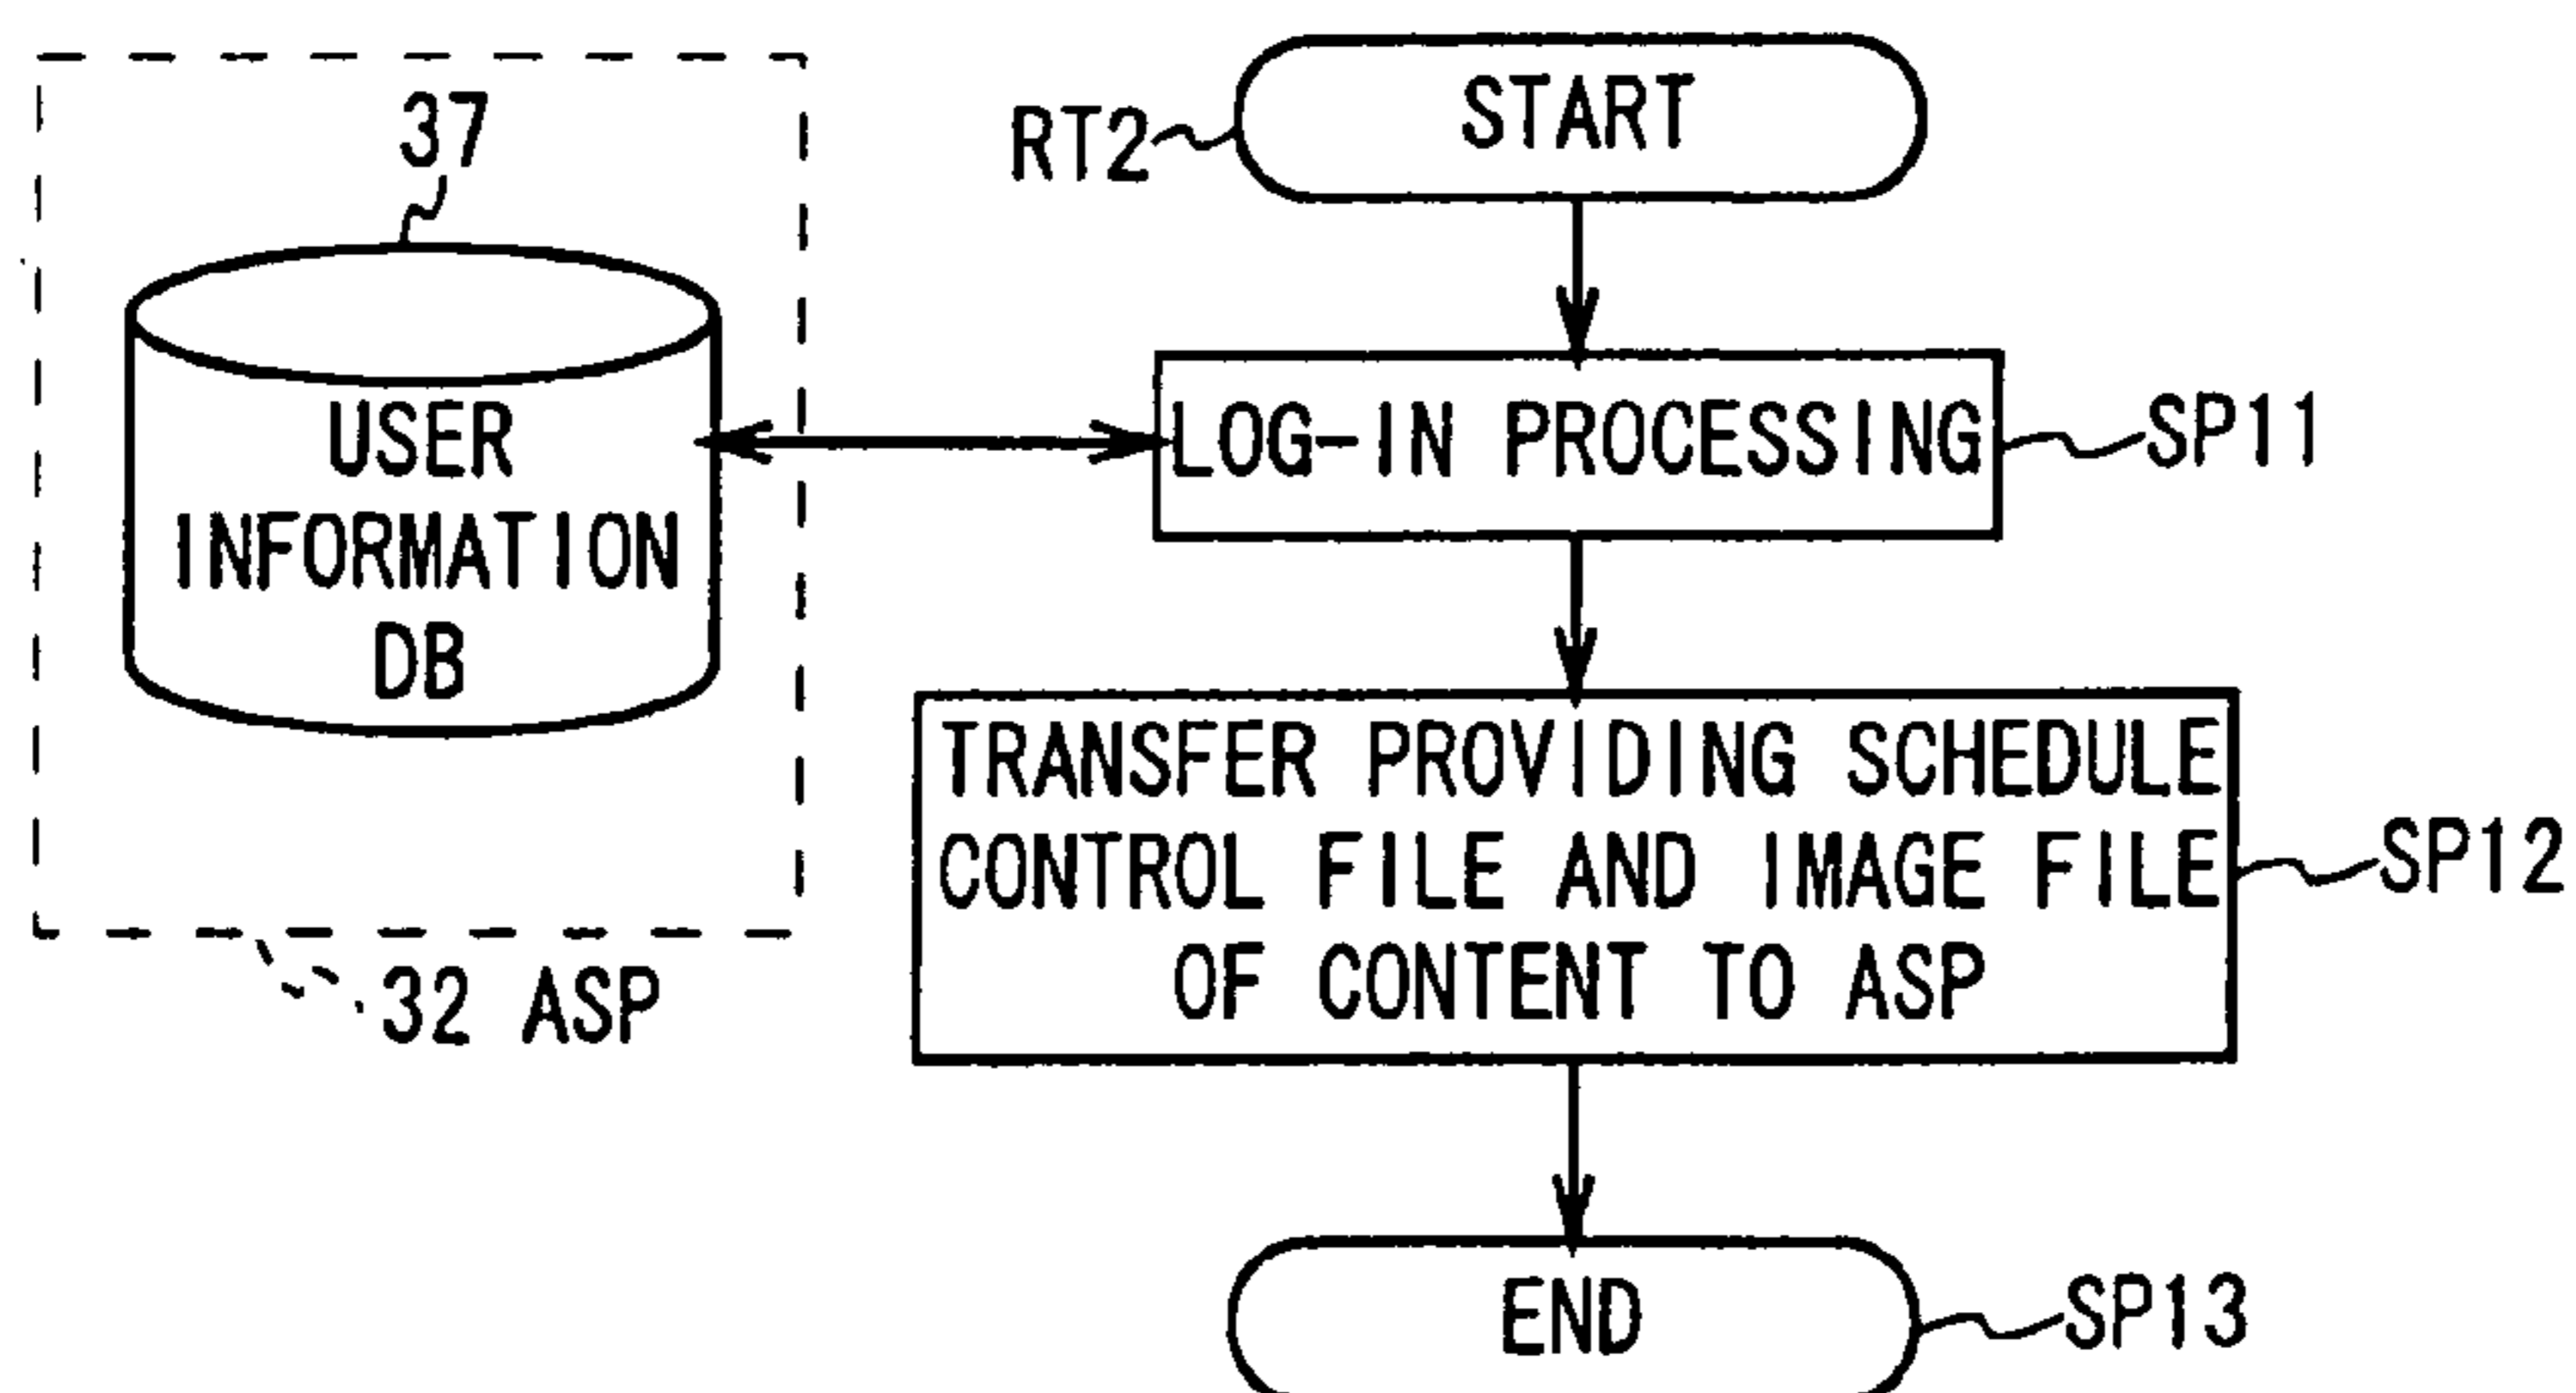 37
USER
INFORMATION
DB
32 ASP
RT2
START
LOG-IN PROCESSING
SP11
TRANSFER PROVIDING SCHEDULE
CONTROL FILE AND IMAGE FILE
OF CONTENT TO ASP
SP12
END
SP13